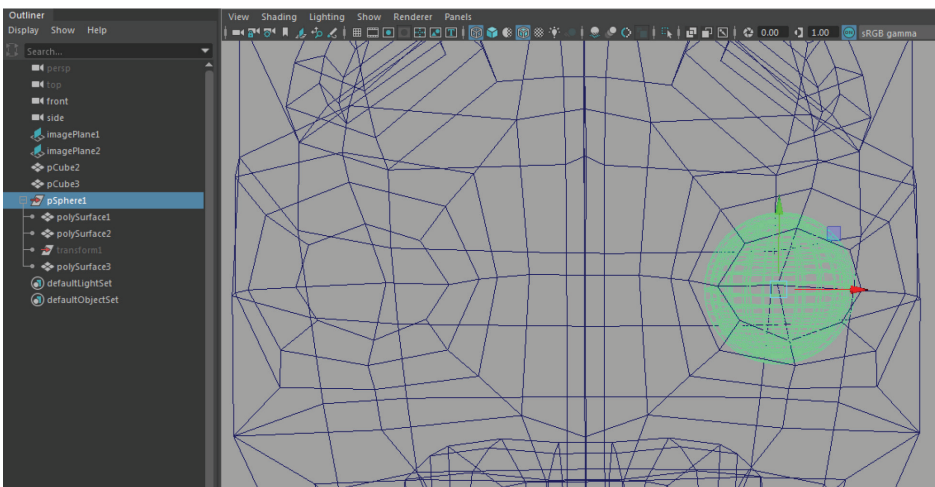 Outliner
Display Show Help
Search...
persp
top
front
side
imagePlane1
imagePlane2
pCube2
pCube3
pSphere1
polySurface1
polySurface2
transform1
polySurface3
defaultLightSet
defaultObjectSet
View Shading Lighting Show Renderer Panels
0.00 1.00 sRGB gamma